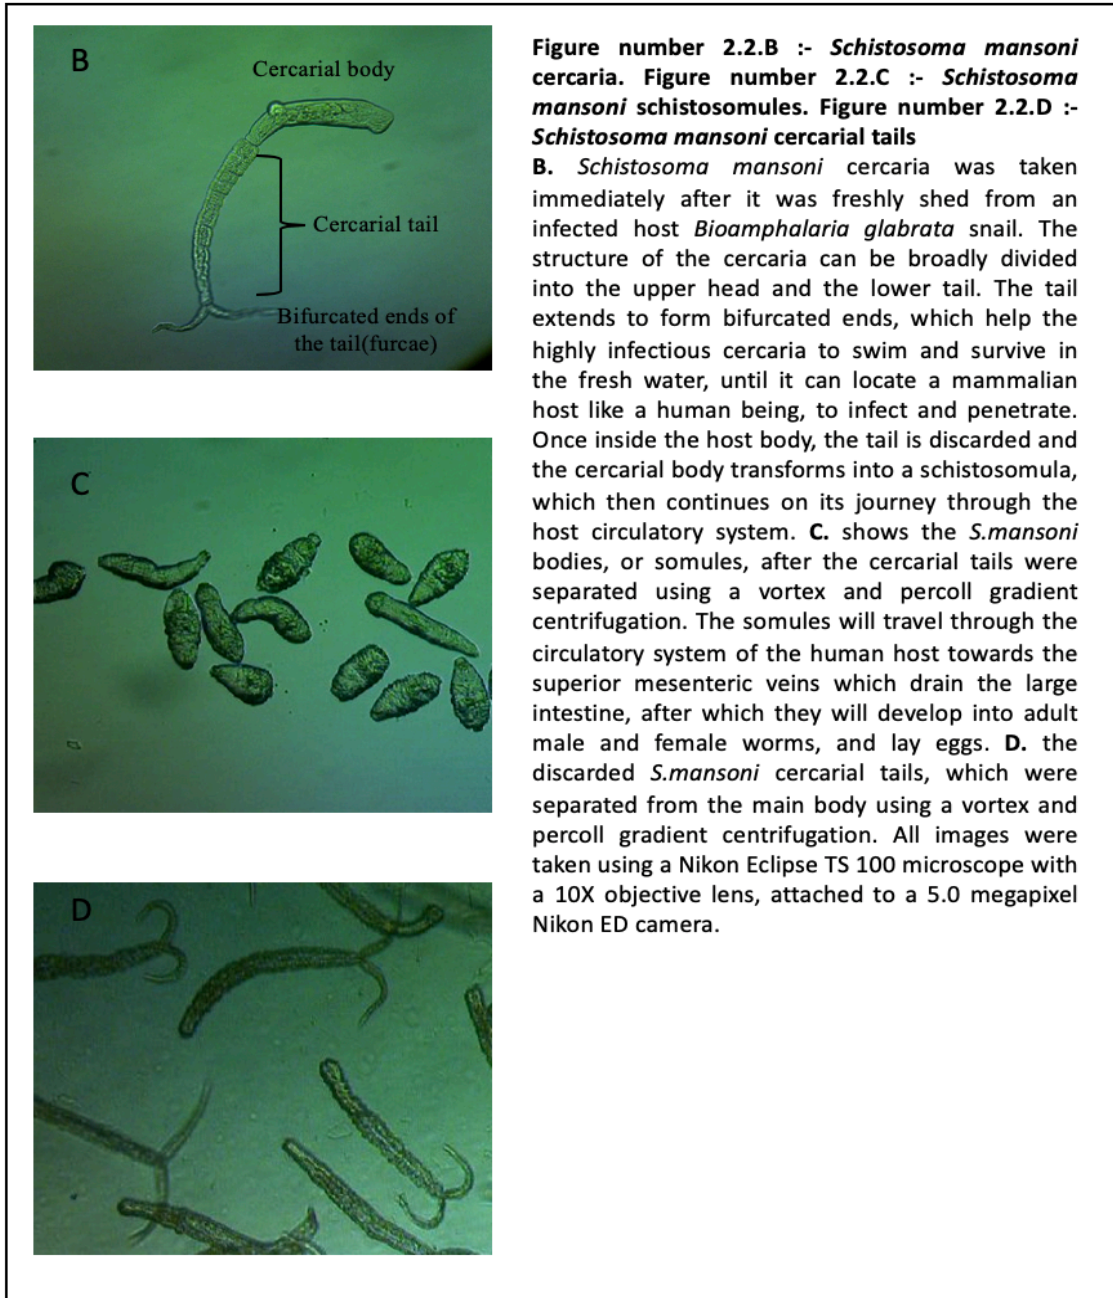 B
Cercarial body
Cercarial tail
Bifurcated ends of
the tail(furcae)
C
D
Figure number 2.2.B :- Schistosoma mansoni
cercaria. Figure number 2.2.C :- Schistosoma
mansoni schistosomules. Figure number 2.2.D :-
Schistosoma mansoni cercarial tails
B. Schistosoma mansoni cercaria was taken
immediately after it was freshly shed from an
infected host Bioamphalaria glabrata snail. The
structure of the cercaria can be broadly divided
into the upper head and the lower tail. The tail
extends to form bifurcated ends, which help the
highly infectious cercaria to swim and survive in
the fresh water, until it can locate a mammalian
host like a human being, to infect and penetrate.
Once inside the host body, the tail is discarded and
the cercarial body transforms into a schistosomula,
which then continues on its journey through the
host circulatory system. C. shows the S.mansoni
bodies, or somules, after the cercarial tails were
separated using a vortex and percoll gradient
centrifugation. The somules will travel through the
circulatory system of the human host towards the
superior mesenteric veins which drain the large
intestine, after which they will develop into adult
male and female worms, and lay eggs. D. the
discarded S.mansoni cercarial tails, which were
separated from the main body using a vortex and
percoll gradient centrifugation. All images were
taken using a Nikon Eclipse TS 100 microscope with
a 10X objective lens, attached to a 5.0 megapixel
Nikon ED camera.